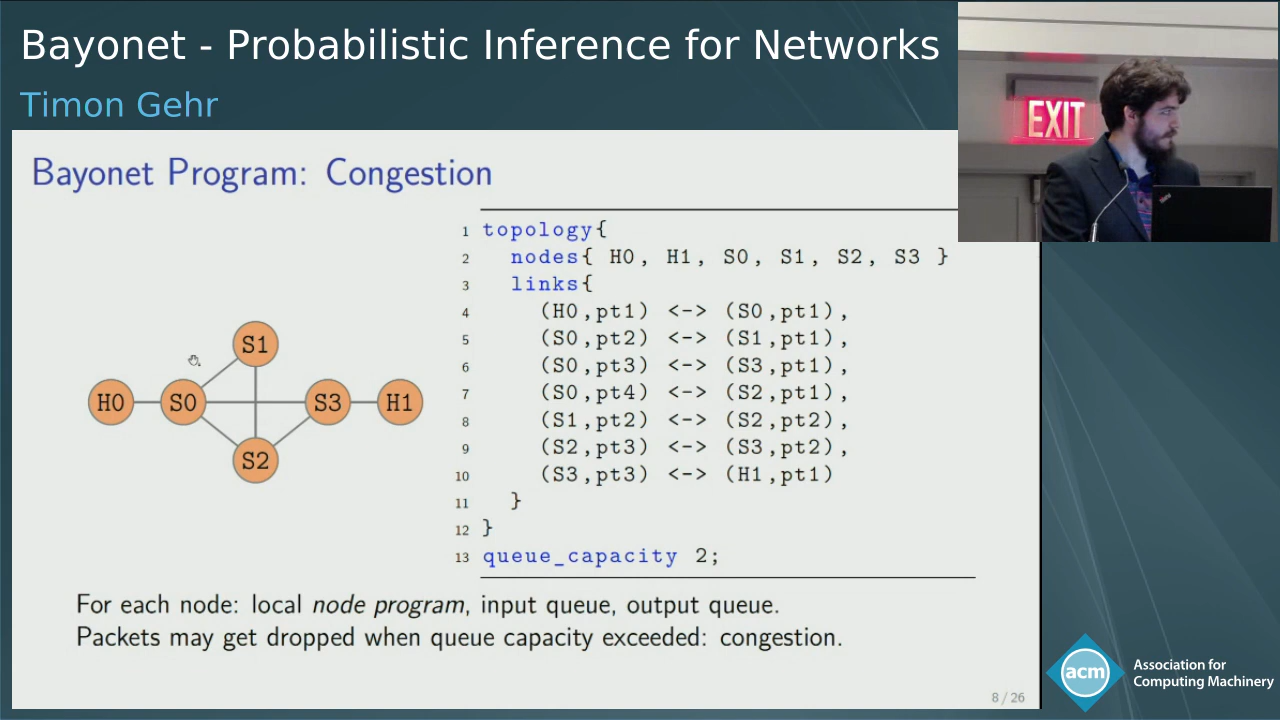 Bayonet - Probabilistic Inference for Networks
Timon Gehr
EXIT
Bayonet Program: Congestion
1 topology{
2 nodes{ H0, H1, S0, S1, S2, S3 }
3 links{
4 (H0,pt1) <-> (S0,pt1),
5 (S0,pt2) <-> (S1,pt1),
6 (S0,pt3) <-> (S3,pt1),
7 (S0,pt4) <-> (S2,pt1),
8 (S1,pt2) <-> (S2,pt2),
9 (S2,pt3) <-> (S3,pt2),
10 (S3,pt3) <-> (H1,pt1)
11 }
12 }
13 queue_capacity 2;
S1
H0 S0 S3 H1
S2
For each node: local node program, input queue, output queue.
Packets may get dropped when queue capacity exceeded: congestion.
8 / 26
acm
Association for
Computing Machinery